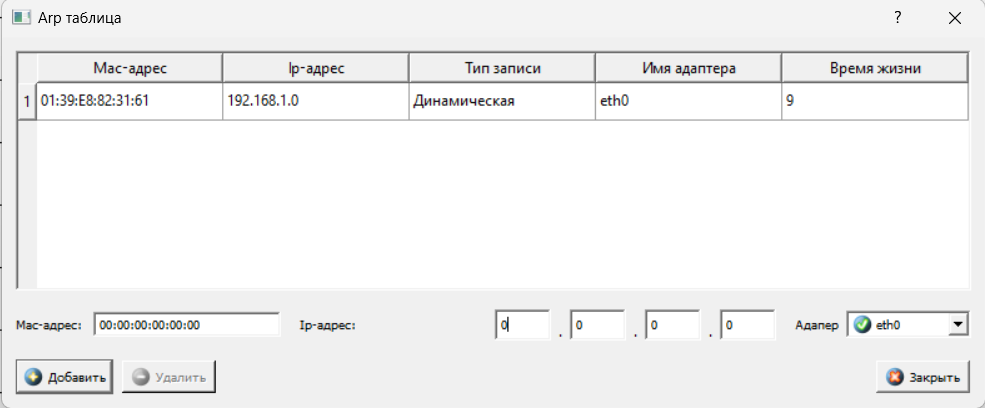 Arp таблица
?
Mac-адрес Ip-адрес Тип записи Имя адаптера Время жизни
1 01:39:E8:82:31:61 192.168.1.0 Динамическая eth0 9
Mac-адрес: 00:00:00:00:00:00 Ip-адрес: 0 . 0 . 0 . 0 Адапер eth0
Добавить Удалить Закрыть